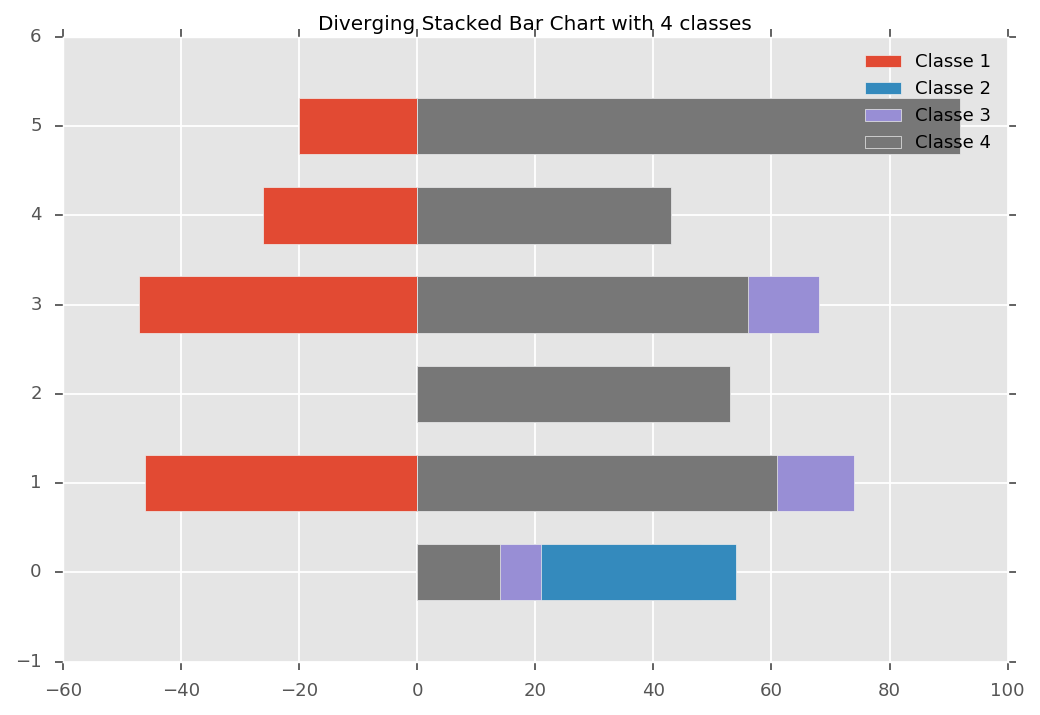 Diverging Stacked Bar Chart with 4 classes
6
Classe 1
Classe 2
Classe 3
5
Classe 4
4
3
2
1
0
−1
−60 −40 −20 0 20 40 60 80 100